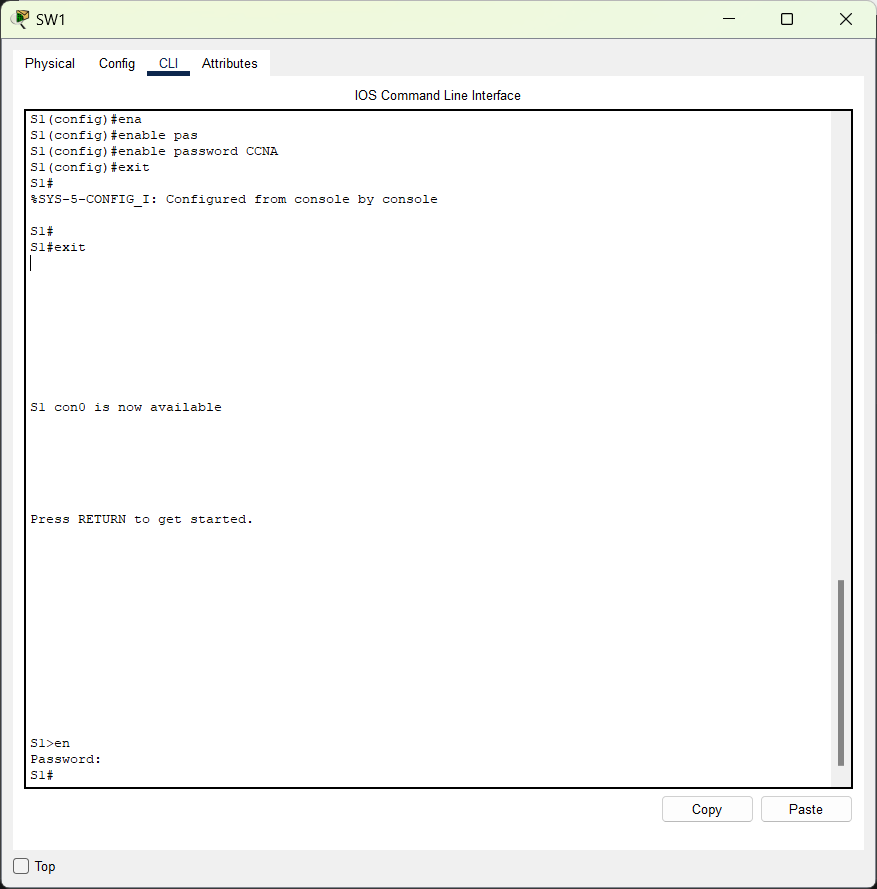 SW1
Physical Config CLI Attributes
IOS Command Line Interface
S1(config)#ena
S1(config)#enable pas
S1(config)#enable password CCNA
S1(config)#exit
S1#
%SYS-5-CONFIG_I: Configured from console by console
S1#
S1#exit
S1 con0 is now available
Press RETURN to get started.
S1>en
Password:
S1#
Copy Paste
Top